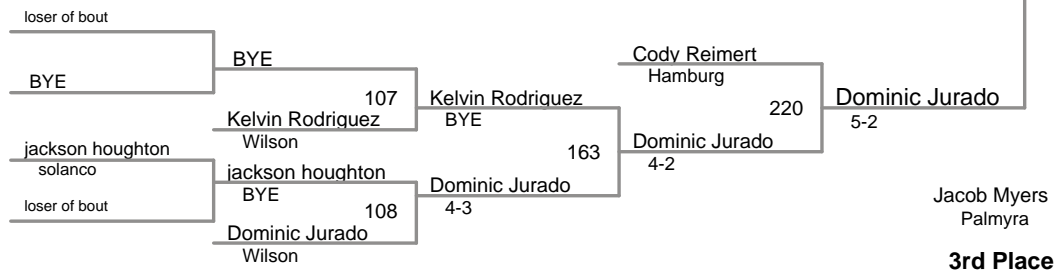 loser of bout
BYE
BYE
107
Kelvin Rodriguez
Wilson
Kelvin Rodriguez
BYE
jackson houghton
solanco
loser of bout
jackson houghton
BYE
108
Dominic Jurado
Wilson
Dominic Jurado
4-3
163
Cody Reimert
Hamburg
Dominic Jurado
4-2
220
Dominic Jurado
5-2
Jacob Myers
Palmyra
3rd Place